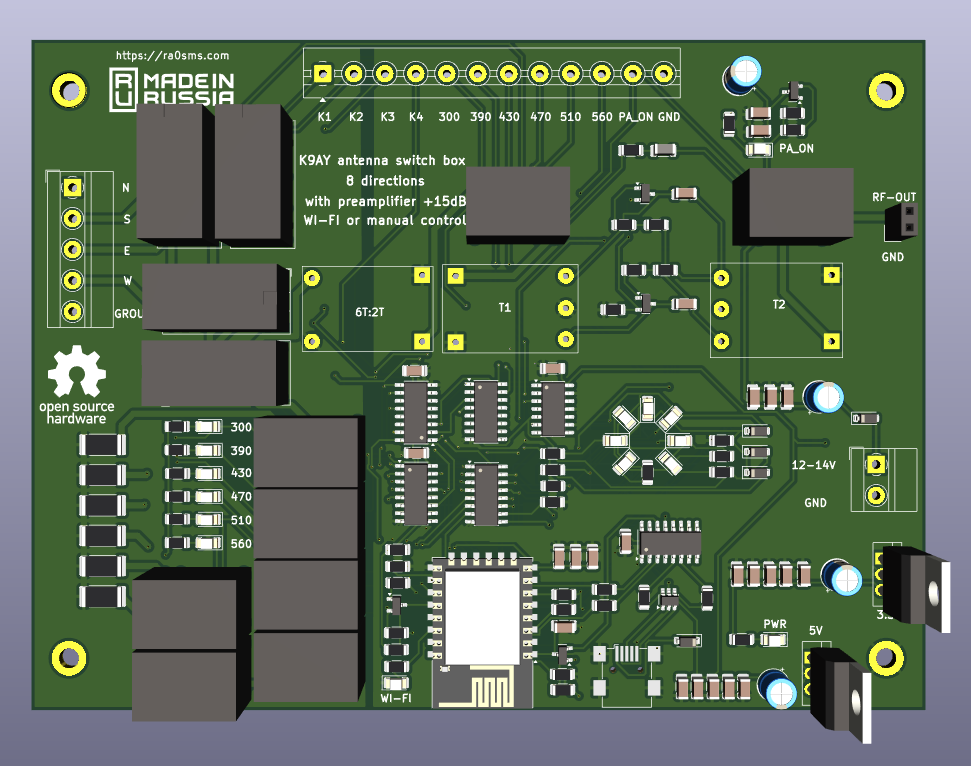 https://ra0sms.com
RU MADE IN
RUSSIA
K1 K2 K3 K4 300 390 430 470 510 560 PA_ON GND
PA_ON
K9AY antenna switch box
8 directions
with preamplifier +15dB
WI-FI or manual control
N
S
E
W
RF-OUT
GND
6T:2T
T1
T2
open source
hardware
300
390
430
470
510
560
12-14V
GND
PWR
5V
WI-FI